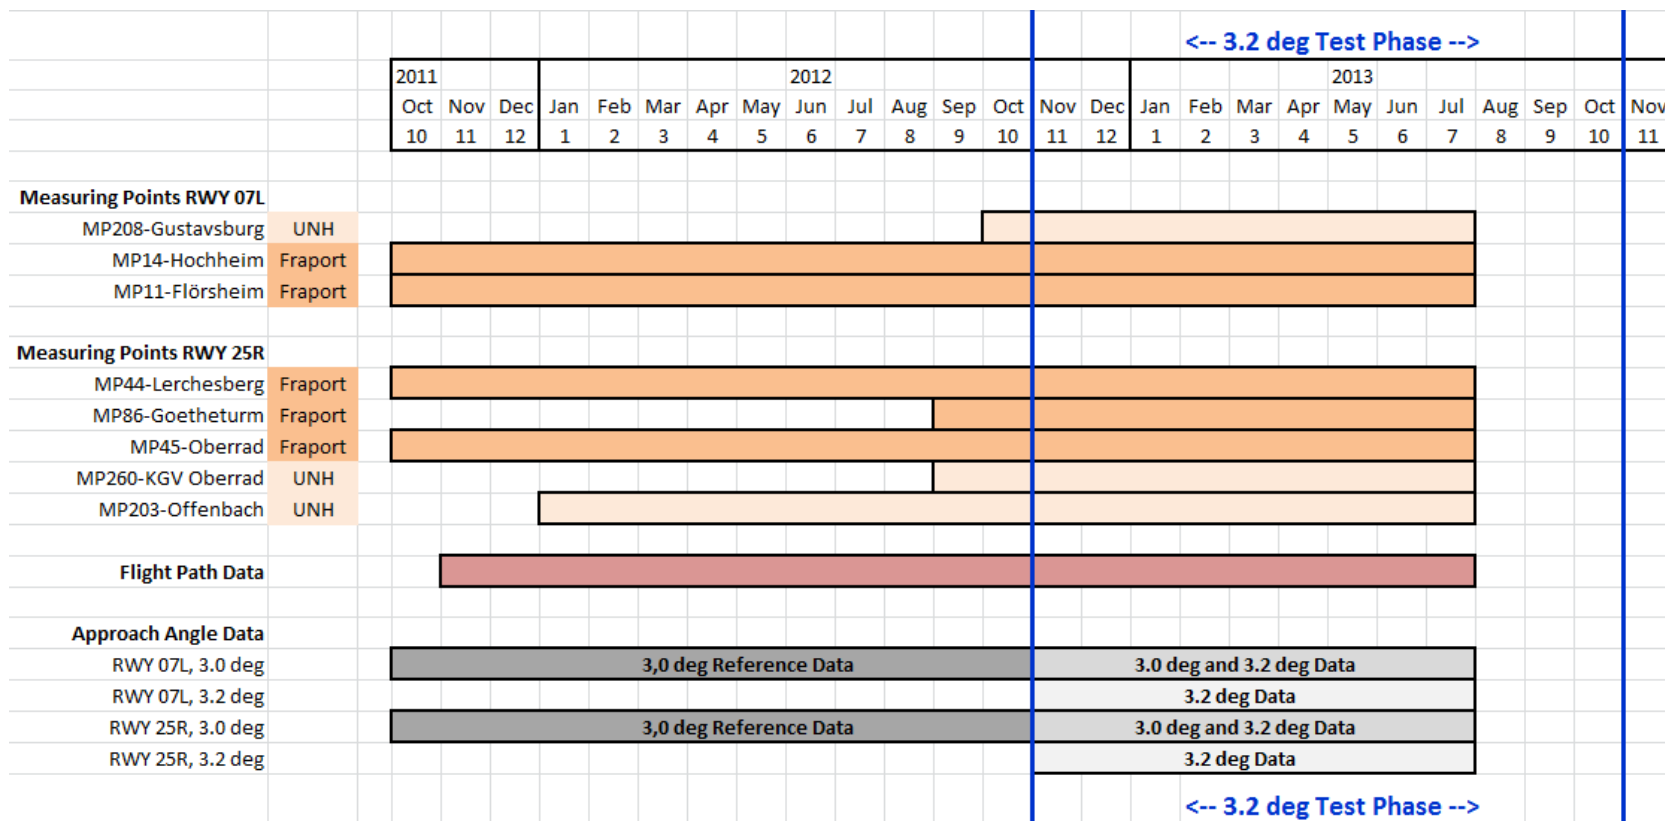 <-- 3.2 deg Test Phase -->
2011 2012 2013
Oct Nov Dec Jan Feb Mar Apr May Jun Jul Aug Sep Oct Nov Dec Jan Feb Mar Apr May Jun Jul Aug Sep Oct Nov
10 11 12 1 2 3 4 5 6 7 8 9 10 11 12 1 2 3 4 5 6 7 8 9 10 11
Measuring Points RWY 07L
MP208-Gustavsburg UNH
MP14-Hochheim Fraport
MP11-Flörsheim Fraport
Measuring Points RWY 25R
MP44-Lerchesberg Fraport
MP86-Goetheturm Fraport
MP45-Oberrad Fraport
MP260-KGV Oberrad UNH
MP203-Offenbach UNH
Flight Path Data
Approach Angle Data
RWY 07L, 3.0 deg 3,0 deg Reference Data 3.0 deg and 3.2 deg Data
RWY 07L, 3.2 deg 3.2 deg Data
RWY 25R, 3.0 deg 3,0 deg Reference Data 3.0 deg and 3.2 deg Data
RWY 25R, 3.2 deg 3.2 deg Data
<-- 3.2 deg Test Phase -->